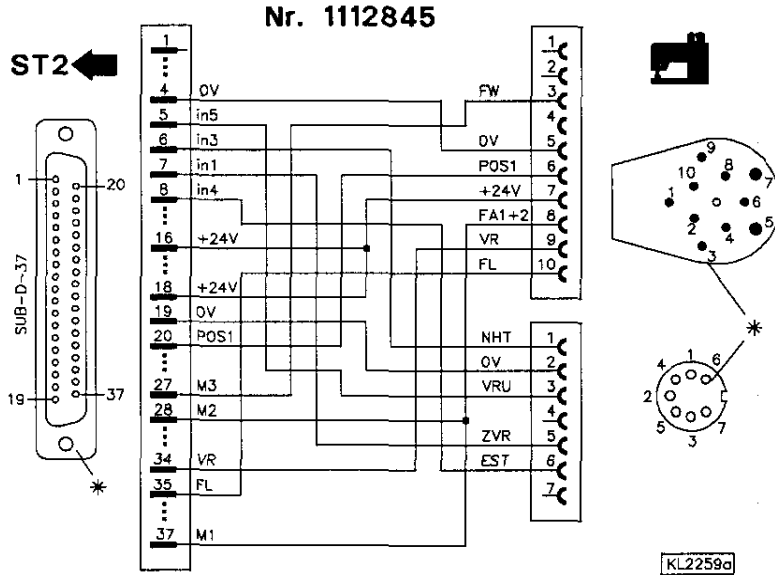 Nr. 1112845
ST2
1
4 0V
5 in5
6 in3
7 in1
8 in4
16 +24V
18 +24V
19 0V
20 POS1
27 M3
28 M2
34 VR
35 FL
37 M1
1
2
FW 3
4
0V 5
POS1 6
+24V 7
FA1+2 8
VR 9
FL 10
NHT 1
0V 2
VRU 3
4
ZVR 5
EST 6
7
1 20
SUB-D-37
19 37
*
9
10 8 7
1 6
2 4 5
3
*
4 1 6
2
5 3 7
KL2259a